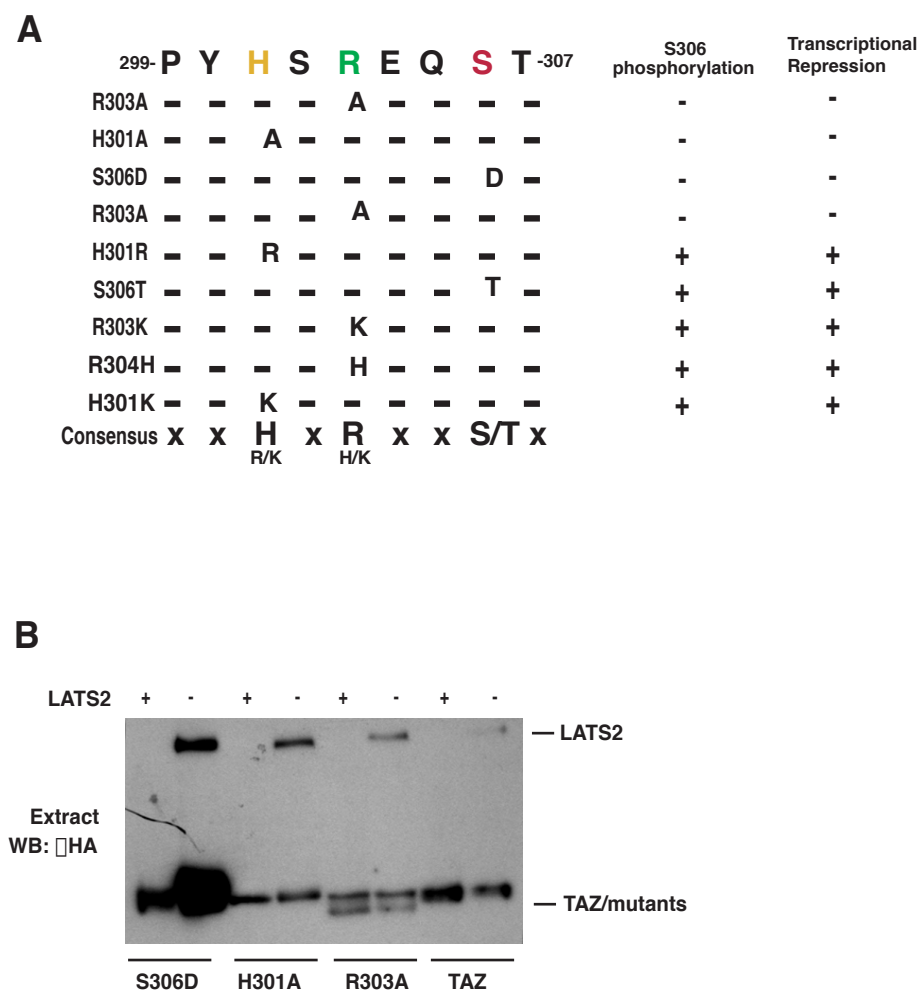 A
S306 phosphorylation Transcriptional Repression
299- P Y H S R E Q S T -307
R303A - - - - A - - - - - -
H301A - - A - - - - - - - -
S306D - - - - - - - D - - -
R303A - - - - A - - - - - -
H301R - - R - - - - - - + +
S306T - - - - - - - T - + +
R303K - - - - K - - - - + +
R304H - - - - H - - - - + +
H301K - - K - - - - - - + +
Consensus x x H x R x x S/T x
R/K H/K
B
LATS2 + - + - + - + -
LATS2
Extract
WB: HA
TAZ/mutants
S306D H301A R303A TAZ